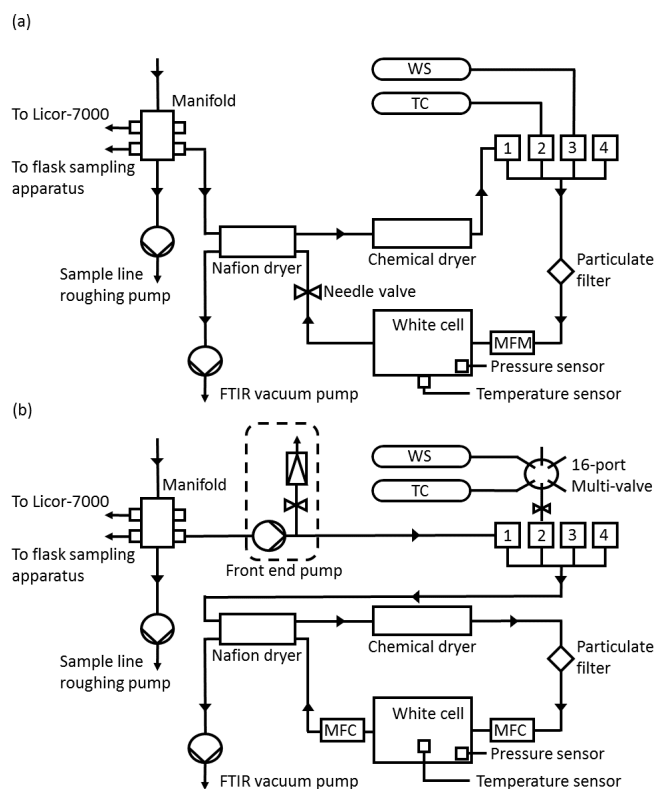 (a)
WS
TC
Manifold
To Licor-7000
To flask sampling
apparatus
1 2 3 4
Sample line
roughing pump
Nafion dryer
Chemical dryer
Particulate
filter
Needle valve
White cell
MFM
Pressure sensor
Temperature sensor
FTIR vacuum pump
(b)
WS
TC
16-port
Multi-valve
Manifold
To Licor-7000
To flask sampling
apparatus
Front end pump
1 2 3 4
Sample line
roughing pump
Nafion dryer
Chemical dryer
Particulate
filter
MFC
White cell
MFC
Pressure sensor
Temperature sensor
FTIR vacuum pump